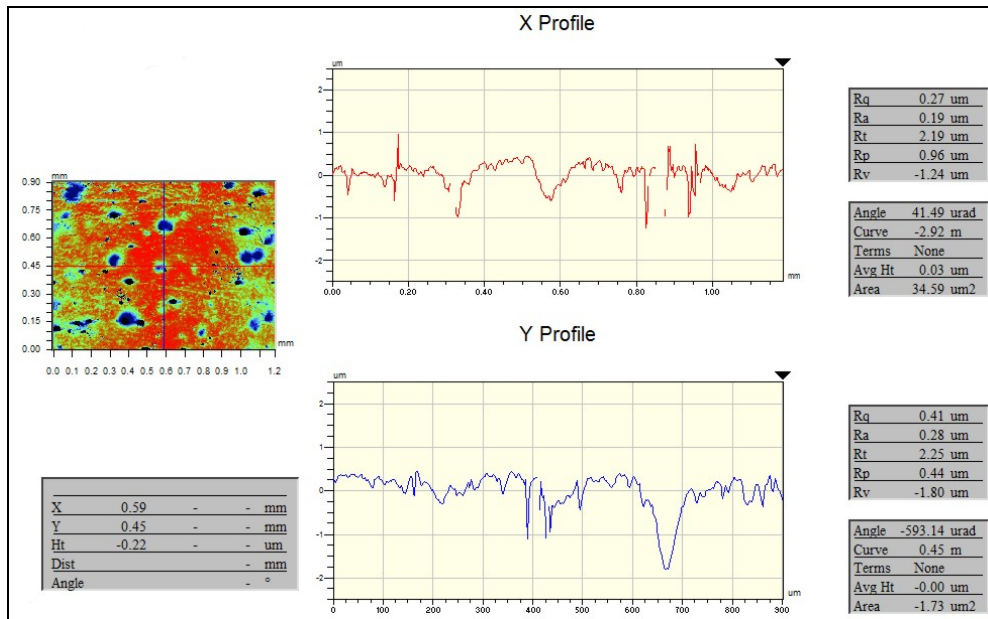 X Profile
um
2
1
0
-1
-2
mm
0.00 0.20 0.40 0.60 0.80 1.00
Rq 0.27 um
Ra 0.19 um
Rt 2.19 um
Rp 0.96 um
Rv -1.24 um
Angle 41.49 urad
Curve -2.92 m
Terms None
Avg Ht 0.03 um
Area 34.59 um2
mm
0.90
0.75
0.60
0.45
0.30
0.15
0.00
mm
0.0 0.1 0.2 0.3 0.4 0.5 0.6 0.7 0.8 0.9 1.0 1.2
Y Profile
um
2
1
0
-1
-2
um
0 100 200 300 400 500 600 700 800 900
Rq 0.41 um
Ra 0.28 um
Rt 2.25 um
Rp 0.44 um
Rv -1.80 um
Angle -593.14 urad
Curve 0.45 m
Terms None
Avg Ht -0.00 um
Area -1.73 um2
X 0.59 - - mm
Y 0.45 - - mm
Ht -0.22 - - um
Dist - mm
Angle - °